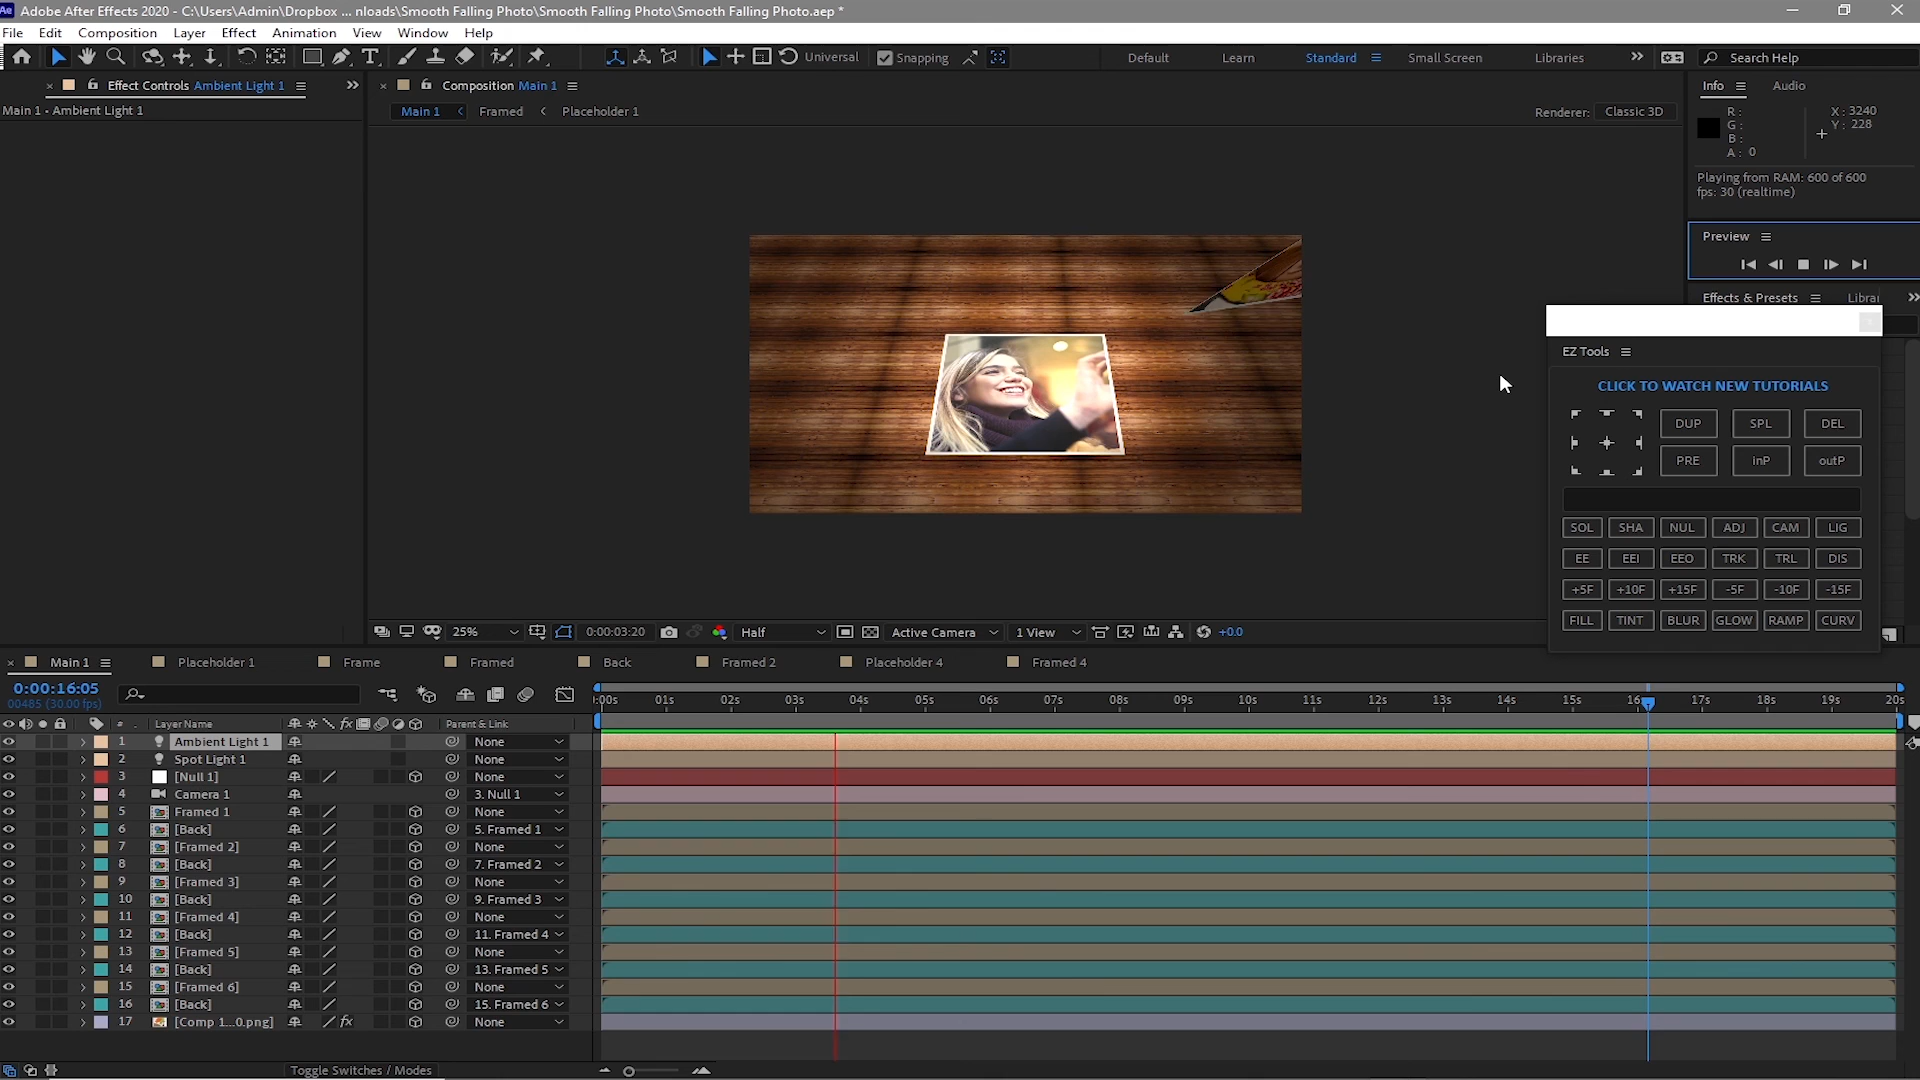 Ae Adobe After Effects 2020 - C:\Users\Admin\Dropbox ... nloads\Smooth Falling Photo\Smooth Falling Photo\Smooth Falling Photo.aep *
File Edit Composition Layer Effect Animation View Window Help
Universal Snapping Default Learn Standard Small Screen Libraries Search Help
Effect Controls Ambient Light 1 Composition Main 1 Info Audio
Main 1 • Ambient Light 1 Main 1 Framed Placeholder 1 Renderer: Classic 3D
R: X: 3240
G: Y: 228
B:
A: 0
Playing from RAM: 600 of 600
fps: 30 (realtime)
Preview
Effects & Presets Librar
EZ Tools
CLICK TO WATCH NEW TUTORIALS
DUP SPL DEL
PRE inP outP
SOL SHA NUL ADJ CAM LIG
EE EEI EEO TRK TRL DIS
+5F +10F +15F -5F -10F -15F
FILL TINT BLUR GLOW RAMP CURV
25% 0:00:03:20 Half Active Camera 1 View +0.0
Main 1 Placeholder 1 Frame Framed Back Framed 2 Placeholder 4 Framed 4
0:00:16:05
00485 (30.00 fps)
:00s 01s 02s 03s 04s 05s 06s 07s 08s 09s 10s 11s 12s 13s 14s 15s 16s 17s 18s 19s 20s
# Layer Name fx Parent & Link
1 Ambient Light 1 None
2 Spot Light 1 None
3 [Null 1] None
4 Camera 1 3. Null 1
5 Framed 1 None
6 [Back] 5. Framed 1
7 [Framed 2] None
8 [Back] 7. Framed 2
9 [Framed 3] None
10 [Back] 9. Framed 3
11 [Framed 4] None
12 [Back] 11. Framed 4
13 [Framed 5] None
14 [Back] 13. Framed 5
15 [Framed 6] None
16 [Back] 15. Framed 6
17 [Comp 1...0.png] fx None
Toggle Switches / Modes